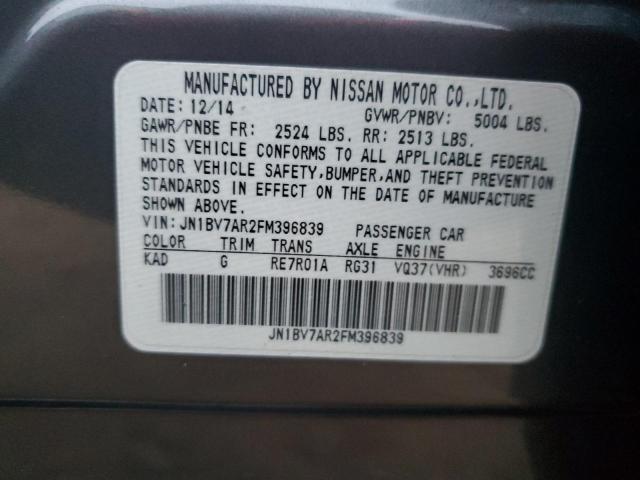 MANUFACTURED BY NISSAN MOTOR CO.,LTD.
DATE: 12/14 GVWR/PNBV: 5004 LBS.
GAWR/PNBE FR: 2524 LBS. RR: 2513 LBS.
THIS VEHICLE CONFORMS TO ALL APPLICABLE FEDERAL
MOTOR VEHICLE SAFETY,BUMPER,AND THEFT PREVENTION
STANDARDS IN EFFECT ON THE DATE OF MANUFACTURE
SHOWN ABOVE.
VIN: JN1BV7AR2FM396839 PASSENGER CAR
COLOR TRIM TRANS AXLE ENGINE
KAD G RE7R01A RG31 VQ37(VHR) 3696CC
JN1BV7AR2FM396839